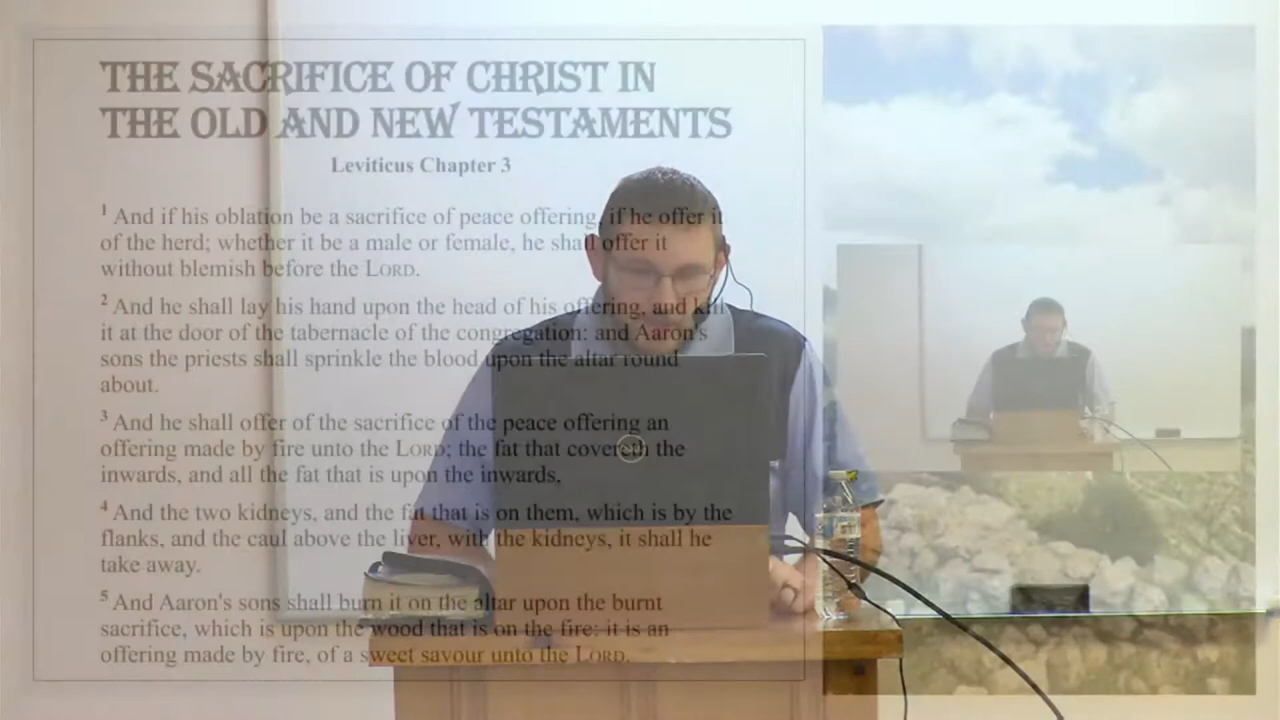 THE SACRIFICE OF CHRIST IN
THE OLD AND NEW TESTAMENTS
Leviticus Chapter 3
1 And if his oblation be a sacrifice of peace offering, if he offer it
of the herd; whether it be a male or female, he shall offer it
without blemish before the LORD.
2 And he shall lay his hand upon the head of his offering, and kill
it at the door of the tabernacle of the congregation: and Aaron's
sons the priests shall sprinkle the blood upon the altar round
about.
3 And he shall offer of the sacrifice of the peace offering an
offering made by fire unto the LORD; the fat that covereth the
inwards, and all the fat that is upon the inwards,
4 And the two kidneys, and the fat that is on them, which is by the
flanks, and the caul above the liver, with the kidneys, it shall he
take away.
5 And Aaron's sons shall burn it on the altar upon the burnt
sacrifice, which is upon the wood that is on the fire: it is an
offering made by fire, of a sweet savour unto the LORD.